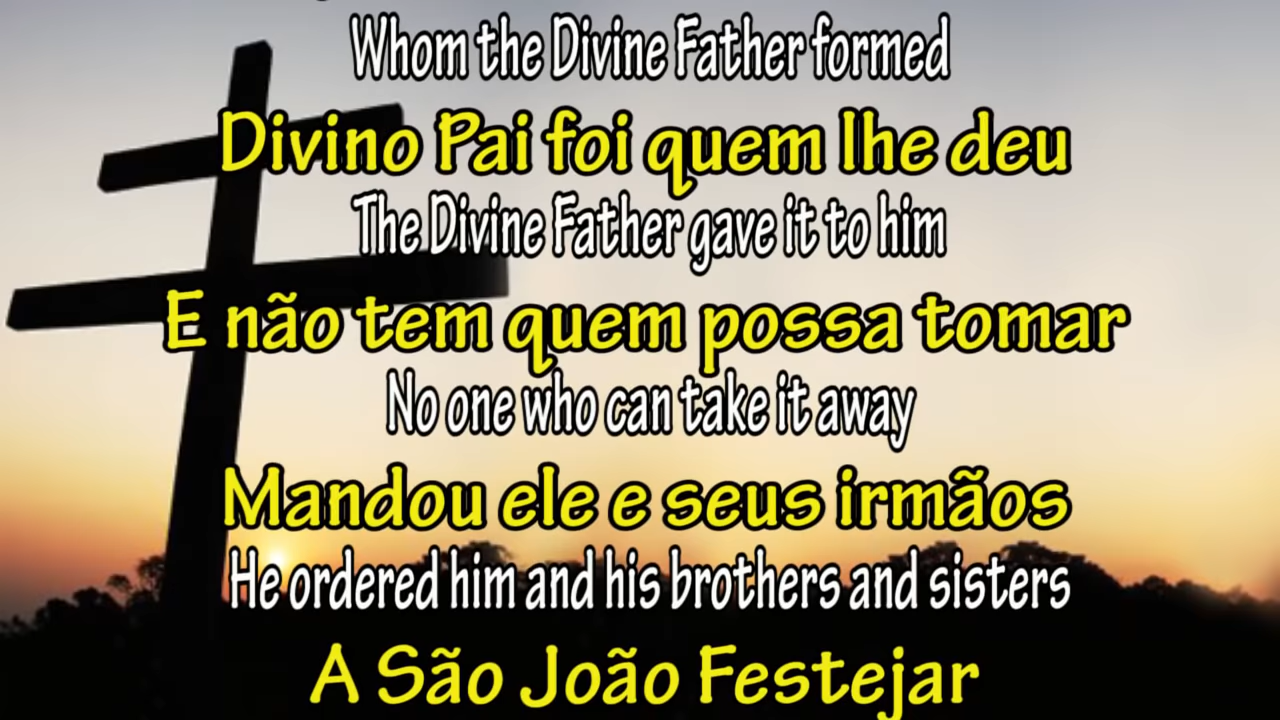 Whom the Divine Father formed
Divino Pai foi quem lhe deu
The Divine Father gave it to him
E não tem quem possa tomar
No one who can take it away
Mandou ele e seus irmãos
He ordered him and his brothers and sisters
A São João Festejar